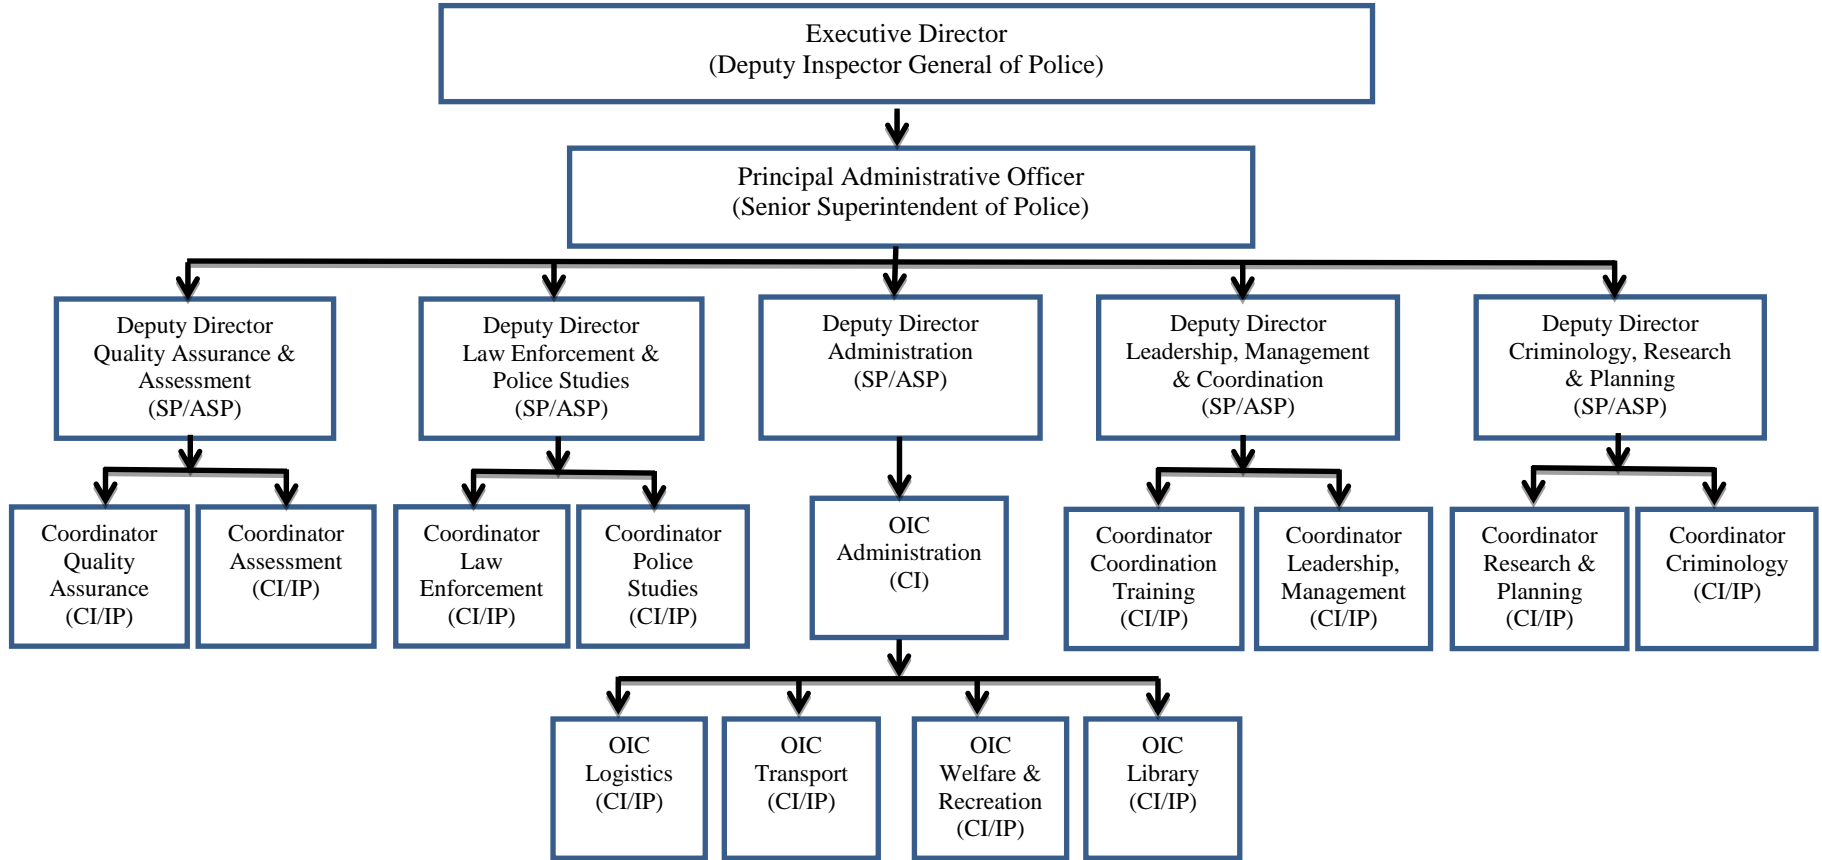 Executive Director
(Deputy Inspector General of Police)
Principal Administrative Officer
(Senior Superintendent of Police)
Deputy Director
Quality Assurance &
Assessment
(SP/ASP)
Deputy Director
Law Enforcement &
Police Studies
(SP/ASP)
Deputy Director
Administration
(SP/ASP)
Deputy Director
Leadership, Management
& Coordination
(SP/ASP)
Deputy Director
Criminology, Research
& Planning
(SP/ASP)
Coordinator
Quality
Assurance
(CI/IP)
Coordinator
Assessment
(CI/IP)
Coordinator
Law
Enforcement
(CI/IP)
Coordinator
Police
Studies
(CI/IP)
OIC
Administration
(CI)
Coordinator
Coordination
Training
(CI/IP)
Coordinator
Leadership,
Management
(CI/IP)
Coordinator
Research &
Planning
(CI/IP)
Coordinator
Criminology
(CI/IP)
OIC
Logistics
(CI/IP)
OIC
Transport
(CI/IP)
OIC
Welfare &
Recreation
(CI/IP)
OIC
Library
(CI/IP)